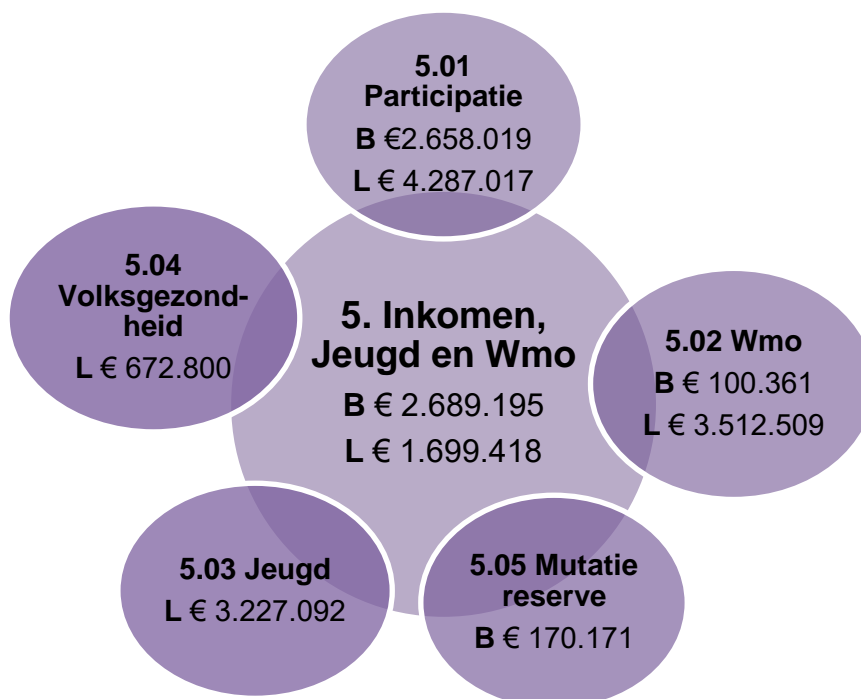 5.01
Participatie
B €2.658.019
L € 4.287.017
5.04
Volksgezond-
heid
L € 672.800
5. Inkomen,
Jeugd en Wmo
B € 2.689.195
L € 1.699.418
5.02 Wmo
B € 100.361
L € 3.512.509
5.03 Jeugd
L € 3.227.092
5.05 Mutatie
reserve
B € 170.171